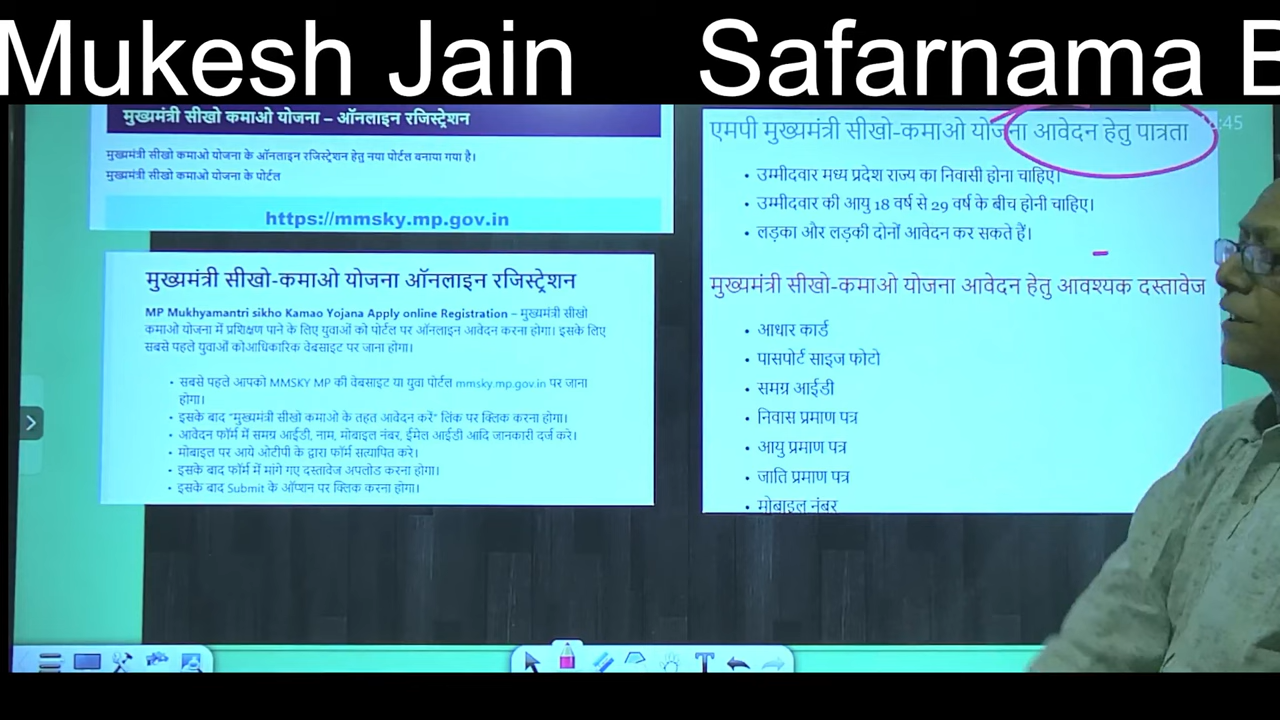 Mukesh Jain
Safarnama
मुख्यमंत्री सीखो कमाओ योजना – ऑनलाइन रजिस्ट्रेशन
मुख्यमंत्री सीखो कमाओ योजना के ऑनलाइन रजिस्ट्रेशन हेतु नया पोर्टल बनाया गया है।
मुख्यमंत्री सीखो कमाओ योजना के पोर्टल
https://mmsky.mp.gov.in
मुख्यमंत्री सीखो-कमाओ योजना ऑनलाइन रजिस्ट्रेशन
MP Mukhyamantri sikho Kamao Yojana Apply online Registration – मुख्यमंत्री सीखो
कमाओ योजना में प्रशिक्षण पाने के लिए युवाओं को पोर्टल पर ऑनलाइन आवेदन करना होगा। इसके लिए
सबसे पहले युवाओं कोआधिकारिक वेबसाइट पर जाना होगा।
• सबसे पहले आपको MMSKY MP की वेबसाइट या युवा पोर्टल mmsky.mp.gov.in पर जाना
होगा।
• इसके बाद "मुख्यमंत्री सीखो कमाओ के तहत आवेदन करें" लिंक पर क्लिक करना होगा।
• आवेदन फॉर्म में समग्र आईडी, नाम, मोबाइल नंबर, ईमेल आईडी आदि जानकारी दर्ज करे।
• मोबाइल पर आये ओटीपी के द्वारा फॉर्म सत्यापित करे।
• इसके बाद फॉर्म में मांगे गए दस्तावेज अपलोड करना होगा।
• इसके बाद Submit के ऑप्शन पर क्लिक करना होगा।
एमपी मुख्यमंत्री सीखो-कमाओ योजना आवेदन हेतु पात्रता
:45
• उम्मीदवार मध्य प्रदेश राज्य का निवासी होना चाहिए।
• उम्मीदवार की आयु 18 वर्ष से 29 वर्ष के बीच होनी चाहिए।
• लड़का और लड़की दोनों आवेदन कर सकते हैं।
मुख्यमंत्री सीखो-कमाओ योजना आवेदन हेतु आवश्यक दस्तावेज
• आधार कार्ड
• पासपोर्ट साइज फोटो
• समग्र आईडी
• निवास प्रमाण पत्र
• आयु प्रमाण पत्र
• जाति प्रमाण पत्र
• मोबाइल नंबर